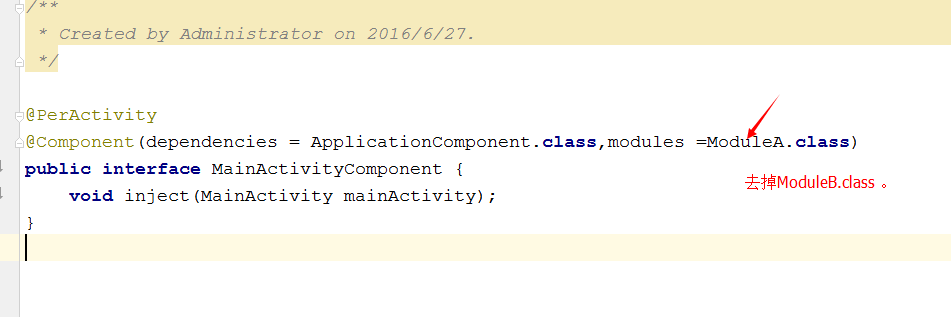 /**
 * Created by Administrator on 2016/6/27.
 */
@PerActivity
@Component(dependencies = ApplicationComponent.class,modules =ModuleA.class)
public interface MainActivityComponent {
去掉ModuleB.class 。
    void inject(MainActivity mainActivity);
}